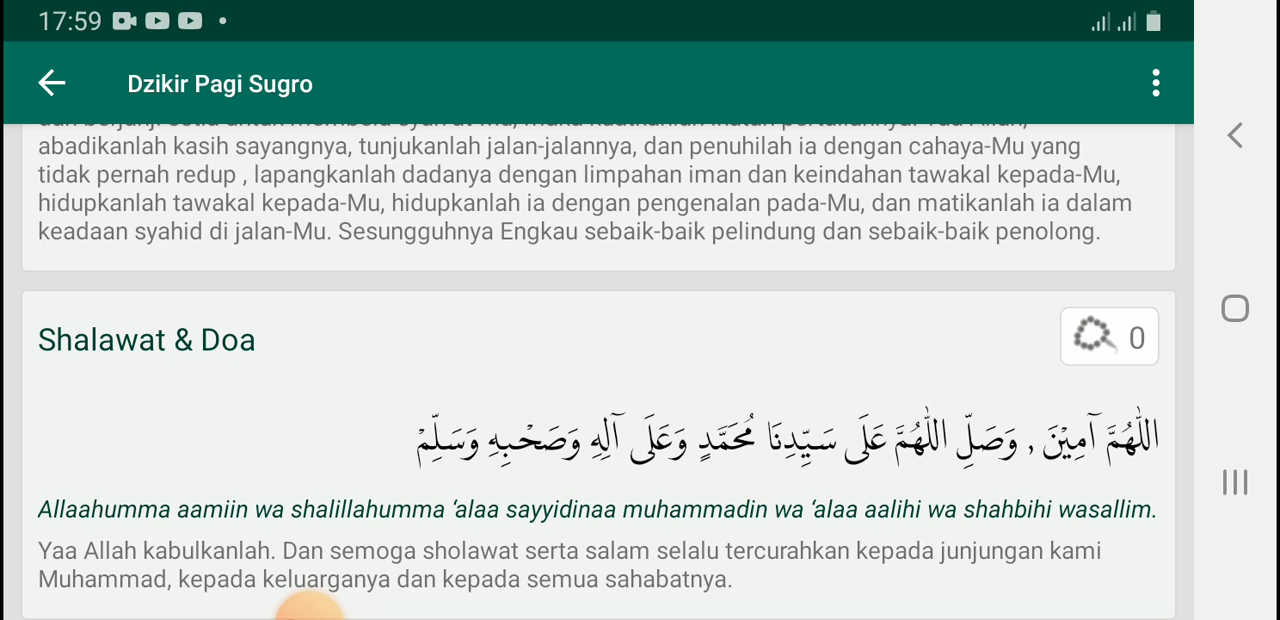 17:59
Dzikir Pagi Sugro
abadikanlah kasih sayangnya, tunjukanlah jalan-jalannya, dan penuhilah ia dengan cahaya-Mu yang
tidak pernah redup , lapangkanlah dadanya dengan limpahan iman dan keindahan tawakal kepada-Mu,
hidupkanlah tawakal kepada-Mu, hidupkanlah ia dengan pengenalan pada-Mu, dan matikanlah ia dalam
keadaan syahid di jalan-Mu. Sesungguhnya Engkau sebaik-baik pelindung dan sebaik-baik penolong.
Shalawat & Doa
0
اللّٰهُمَّ آمِيْنَ , وَصَلِّ اللّٰهُمَّ عَلَى سَيِّدِنَا مُحَمَّدٍ وَعَلَى آلِهِ وَصَحْبِهِ وَسَلِّمْ
Allaahumma aamiin wa shalillahumma ‘alaa sayyidinaa muhammadin wa ‘alaa aalihi wa shahbihi wasallim.
Yaa Allah kabulkanlah. Dan semoga sholawat serta salam selalu tercurahkan kepada junjungan kami
Muhammad, kepada keluarganya dan kepada semua sahabatnya.